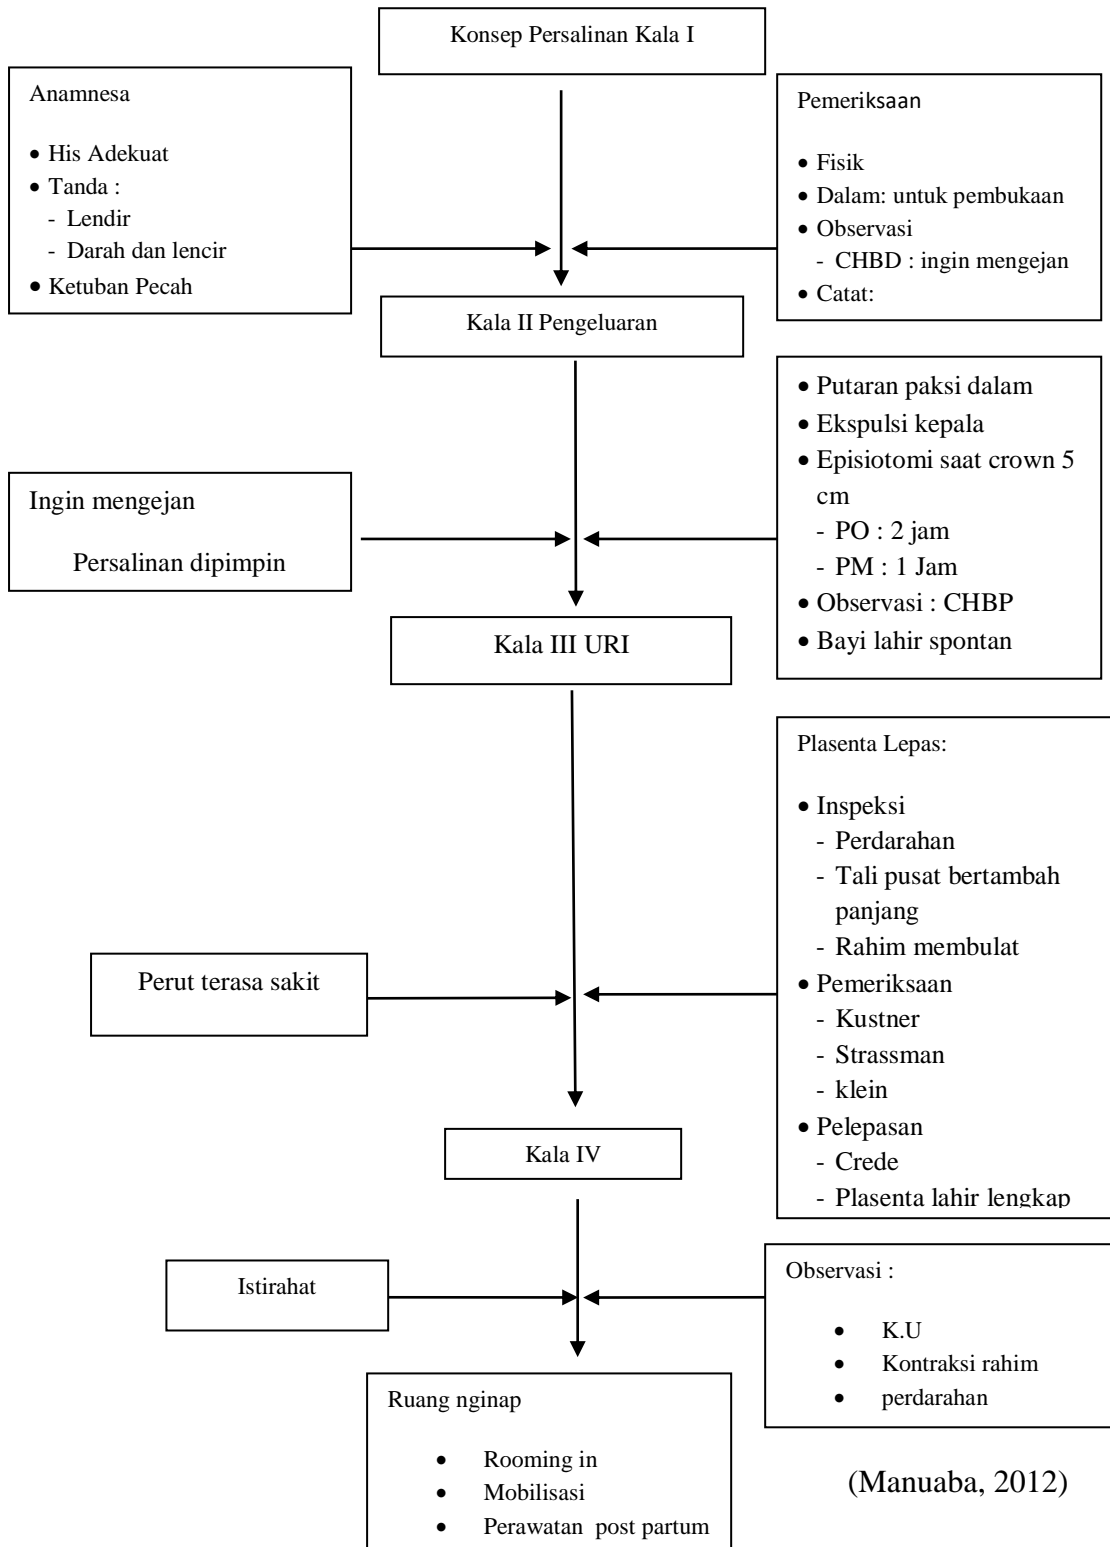 Konsep Persalinan Kala I
Anamnesa
• His Adekuat
• Tanda :
- Lendir
- Darah dan lencir
• Ketuban Pecah
Pemeriksaan
• Fisik
• Dalam: untuk pembukaan
• Observasi
- CHBD : ingin mengejan
• Catat:
Kala II Pengeluaran
Ingin mengejan
Persalinan dipimpin
• Putaran paksi dalam
• Ekspulsi kepala
• Episiotomi saat crown 5
cm
- PO : 2 jam
- PM : 1 Jam
• Observasi : CHBP
• Bayi lahir spontan
Kala III URI
Perut terasa sakit
Plasenta Lepas:
• Inspeksi
- Perdarahan
- Tali pusat bertambah
panjang
- Rahim membulat
• Pemeriksaan
- Kustner
- Strassman
- klein
• Pelepasan
- Crede
- Plasenta lahir lengkap
Kala IV
Istirahat
Observasi :
• K.U
• Kontraksi rahim
• perdarahan
Ruang nginap
• Rooming in
• Mobilisasi
• Perawatan post partum
(Manuaba, 2012)